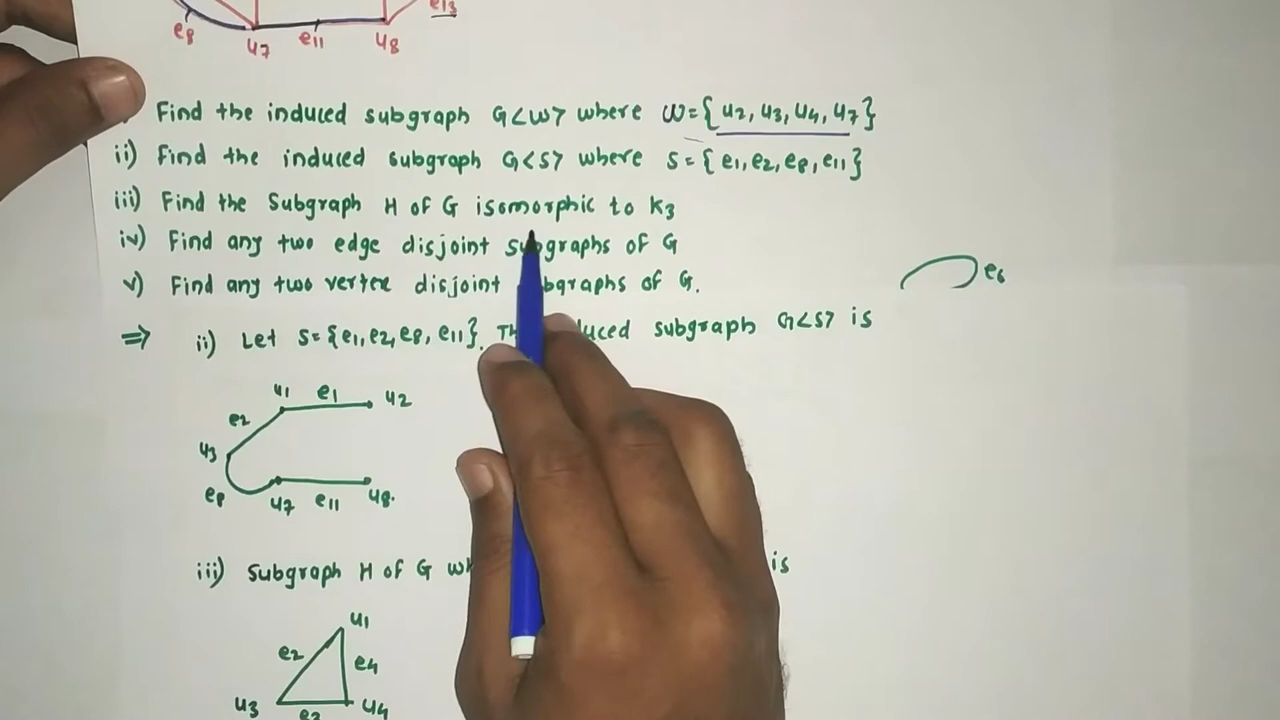 e8 u7 e11 u8 e13
Find the induced subgraph G<W> where W={u2, u3, u4, u7}
ii) Find the induced subgraph G<S> where S={e1, e2, e8, e11}
iii) Find the Subgraph H of G isomorphic to K3
iv) Find any two edge disjoint subgraphs of G
e6
v) Find any two vertex disjoint subgraphs of G.
⇒ ii) Let S={e1, e2, e8, e11}. subgraph G<S> is
u1 e1 u2
e2
u3
e8 u7 e11 u8.
iii) Subgraph H of G is
u1
e2 e4
u3 u4